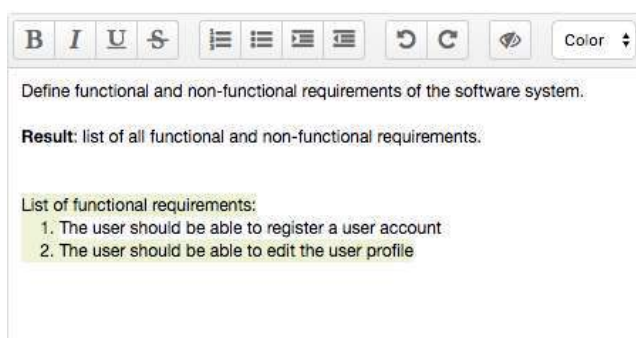 B I U S Color
Define functional and non-functional requirements of the software system.
Result: list of all functional and non-functional requirements.
List of functional requirements:
1. The user should be able to register a user account
2. The user should be able to edit the user profile